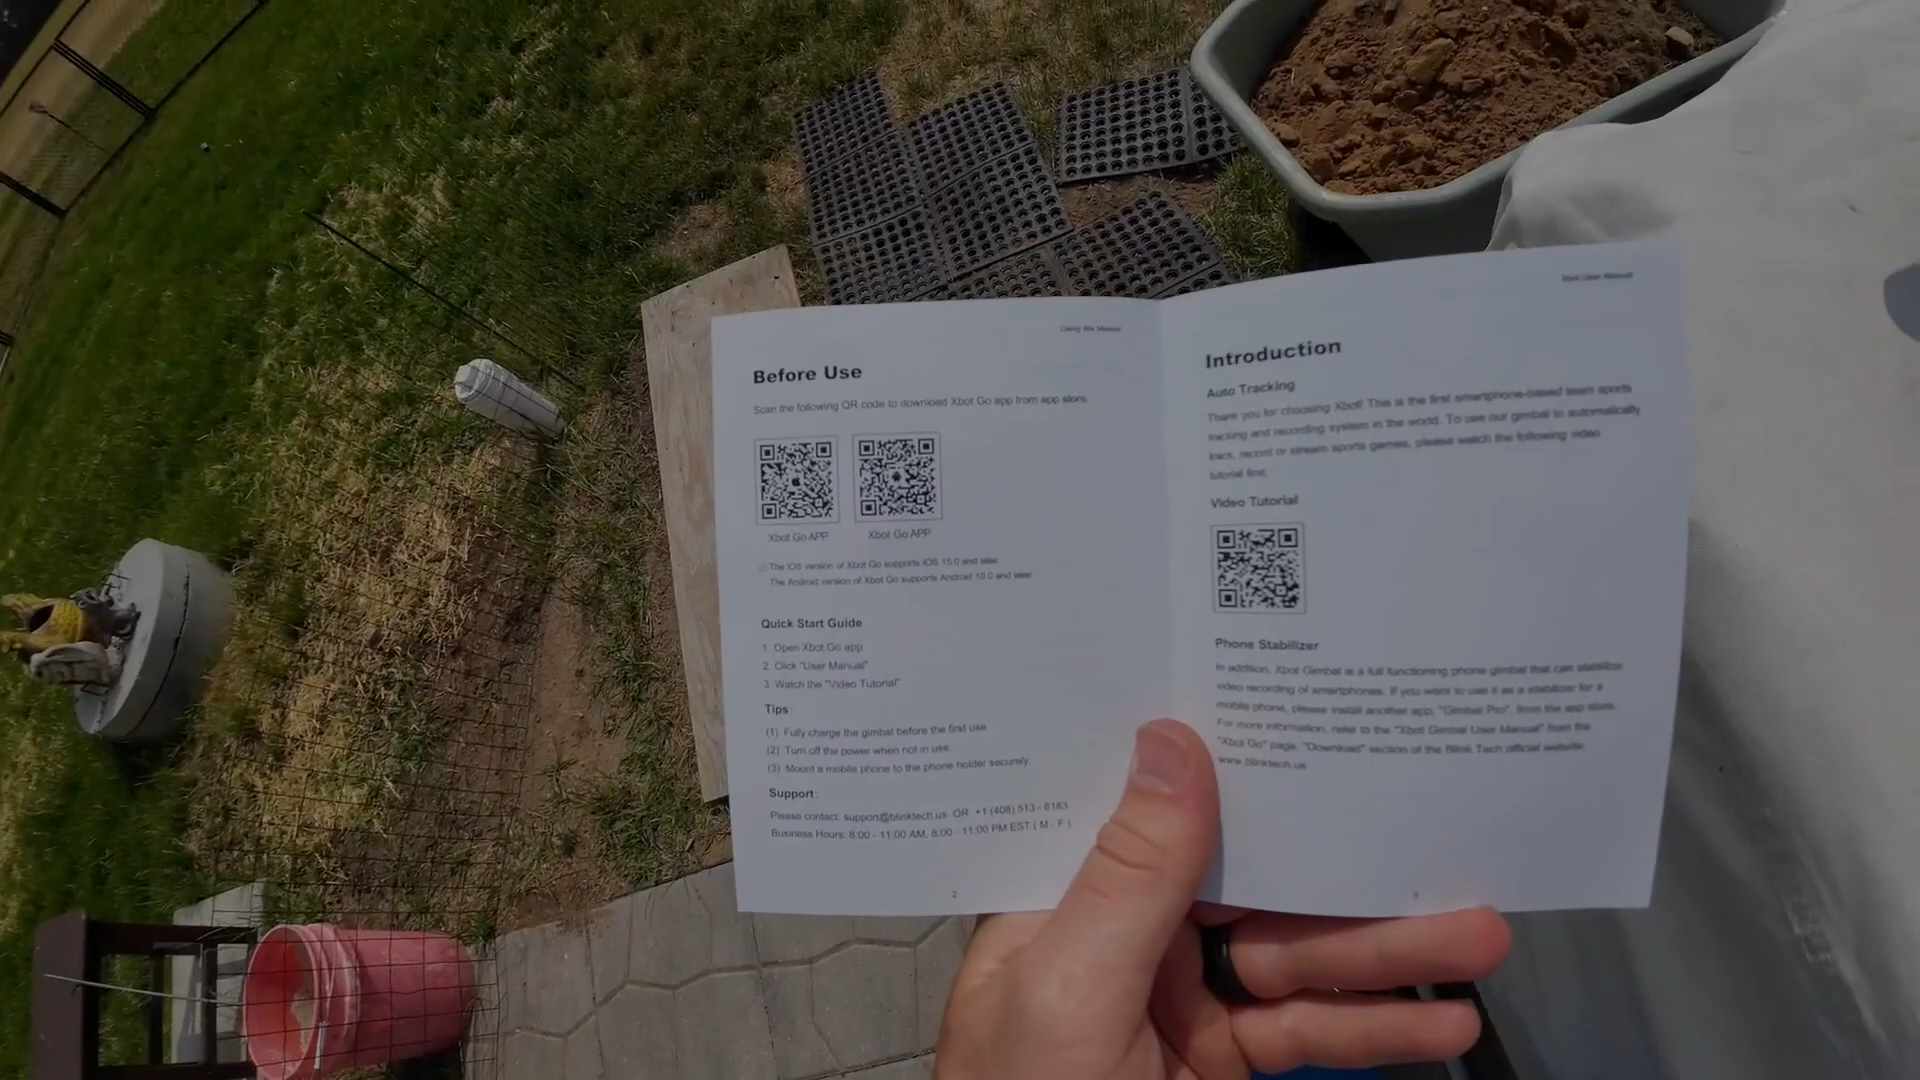 Using this Manual
Before Use
Scan the following QR code to download Xbot Go app from app store.
Xbot Go APP
Xbot Go APP
The iOS version of Xbot Go supports iOS 15.0 and later
The Android version of Xbot Go supports Android 10.0 and later.
Quick Start Guide
1. Open Xbot Go app
2. Click "User Manual"
3. Watch the "Video Tutorial"
Tips:
(1) Fully charge the gimbal before the first use
(2) Turn off the power when not in use.
(3) Mount a mobile phone to the phone holder securely.
Support:
Please contact: support@blinktech.us OR +1 (408) 513 - 6183
Business Hours: 8:00 - 11:00 AM, 8:00 - 11:00 PM EST ( M - F )
2
Xbot User Manual
Introduction
Auto Tracking
Thank you for choosing Xbot! This is the first smartphone-based team sports
tracking and recording system in the world. To use our gimbal to automatically
track, record or stream sports games, please watch the following video
tutorial first.
Video Tutorial
Phone Stabilizer
In addition, Xbot Gimbal is a full functioning phone gimbal that can stabilize
video recording of smartphones. If you want to use it as a stabilizer for a
mobile phone, please install another app, "Gimbal Pro", from the app store.
For more information, refer to the "Xbot Gimbal User Manual" from the
"Xbot Go" page, "Download" section of the Blink Tech official website
www.blinktech.us
3